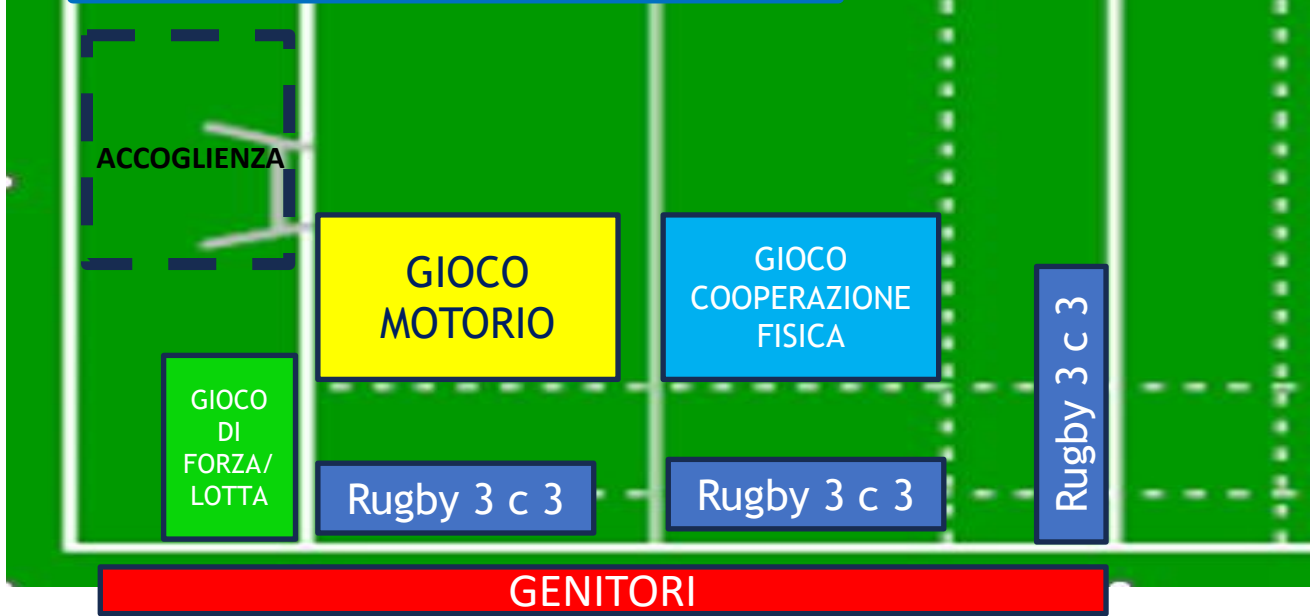 ACCOGLIENZA
GIOCO
MOTORIO
GIOCO
COOPERAZIONE
FISICA
GIOCO
DI
FORZA/
LOTTA
Rugby 3 c 3
Rugby 3 c 3
Rugby 3 c 3
GENITORI